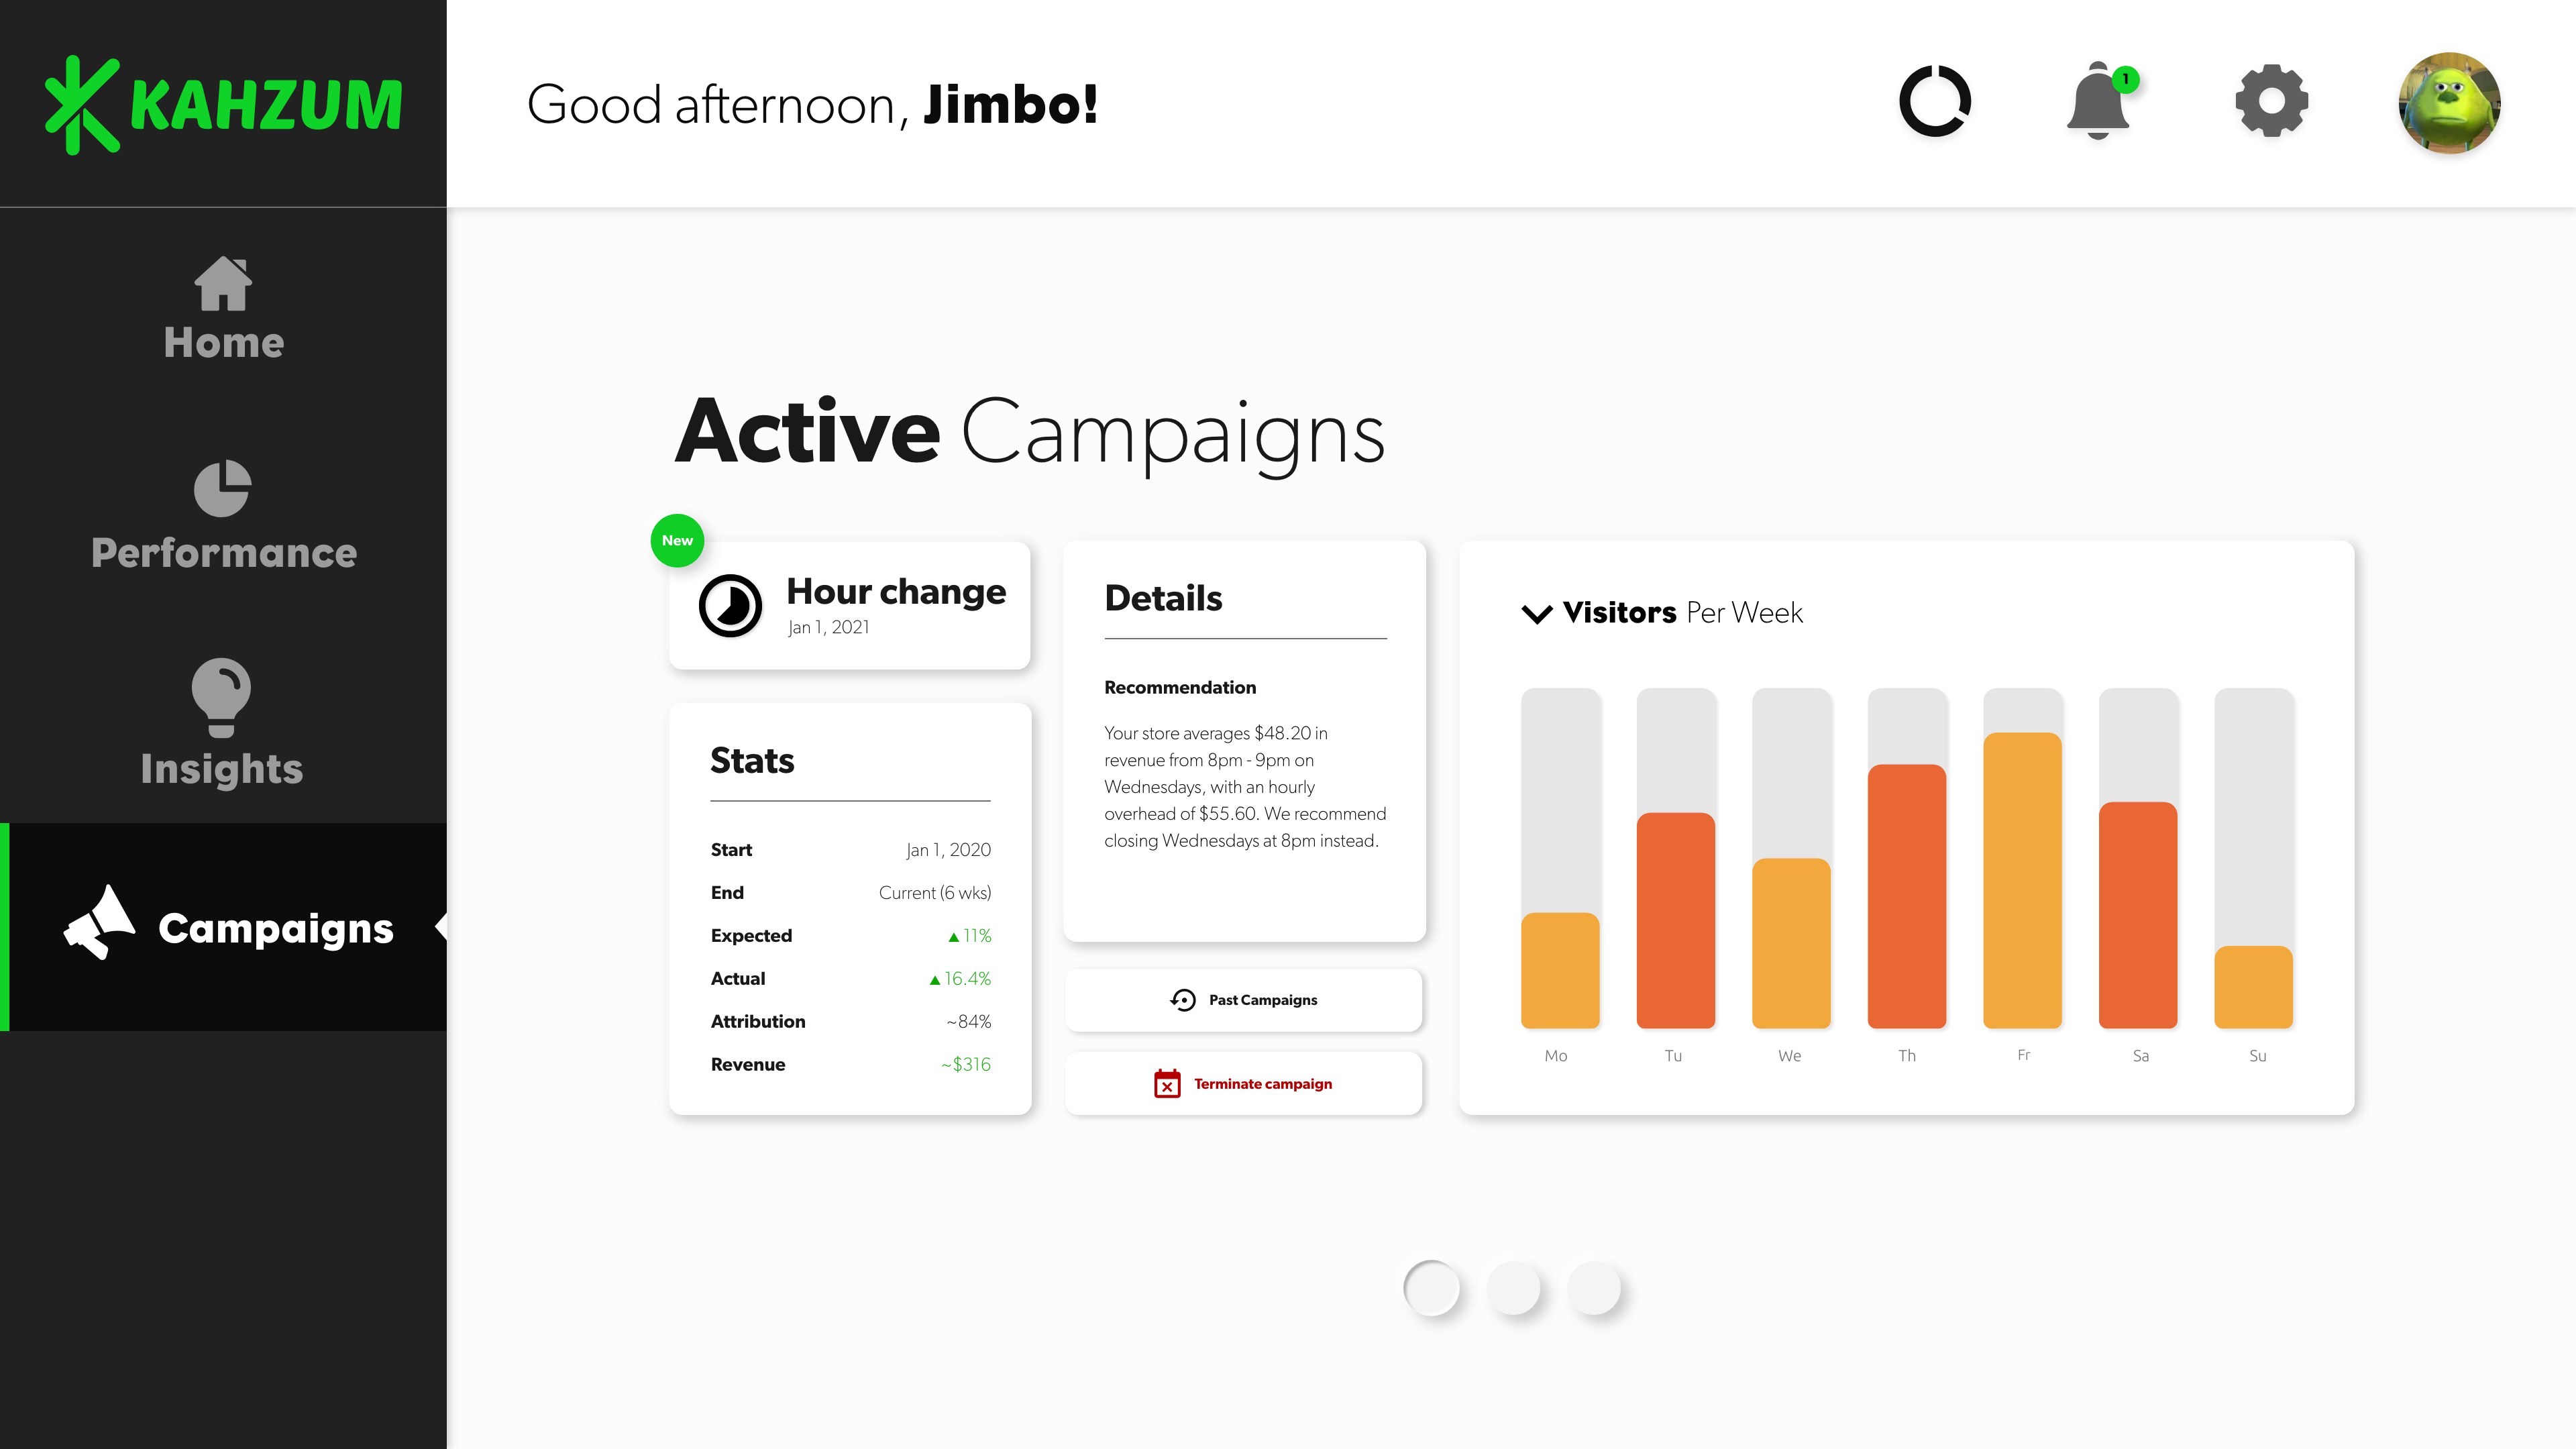 KAHZUM
Good afternoon, Jimbo!
1
Home
Performance
Insights
Campaigns
Active Campaigns
New
Hour change
Jan 1, 2021
Stats
Start Jan 1, 2020
End Current (6 wks)
Expected ▲11%
Actual ▲16.4%
Attribution ~84%
Revenue ~$316
Details
Recommendation
Your store averages $48.20 in
revenue from 8pm - 9pm on
Wednesdays, with an hourly
overhead of $55.60. We recommend
closing Wednesdays at 8pm instead.
Past Campaigns
Terminate campaign
Visitors Per Week
Mo Tu We Th Fr Sa Su